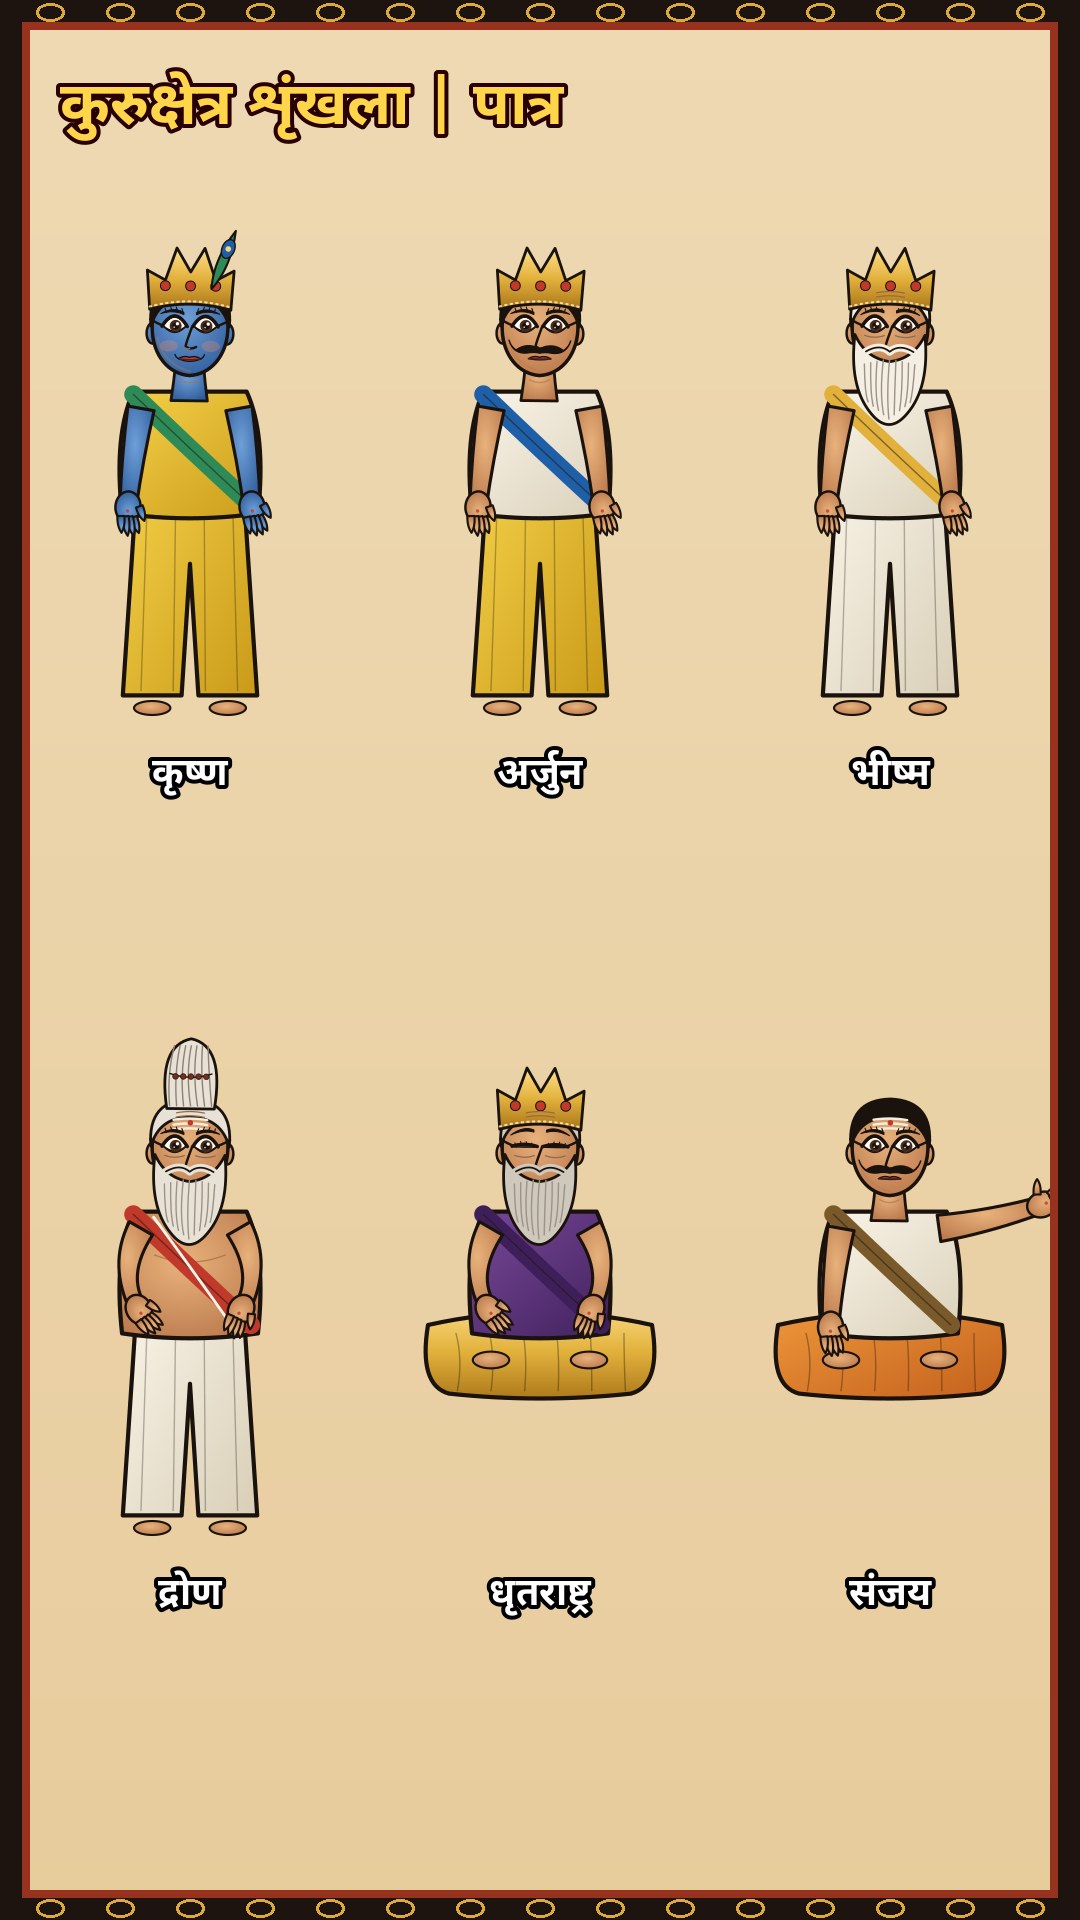 कुरुक्षेत्र शृंखला | पात्र
कृष्ण
अर्जुन
भीष्म
द्रोण
धृतराष्ट्र
संजय